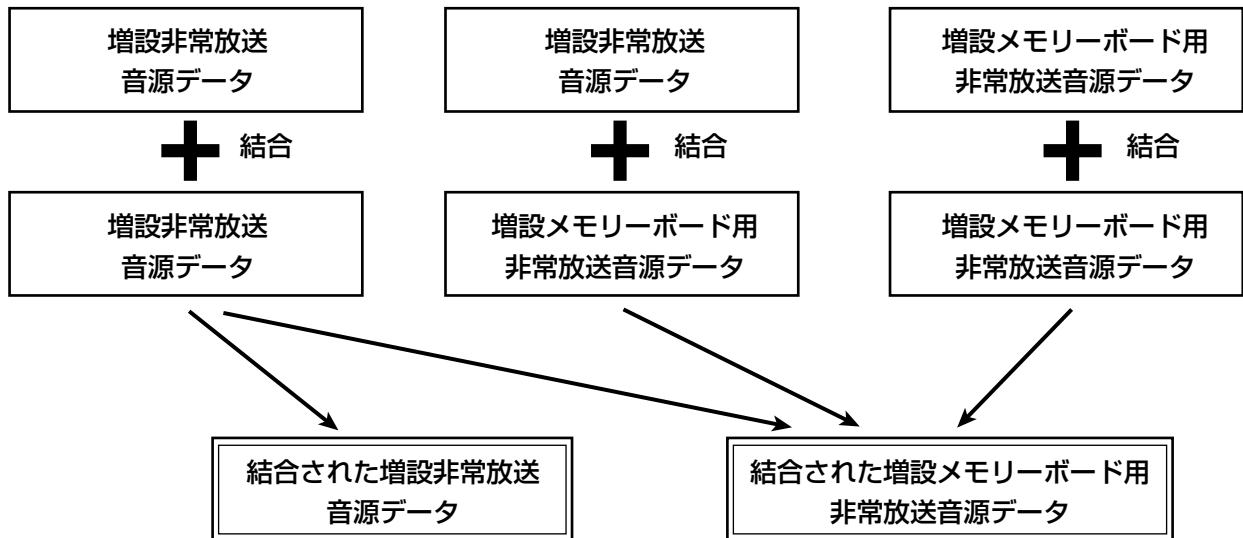 増設非常放送
音源データ
増設非常放送
音源データ
増設メモリーボード用
非常放送音源データ
結合
結合
結合
増設非常放送
音源データ
増設メモリーボード用
非常放送音源データ
増設メモリーボード用
非常放送音源データ
結合された増設非常放送
音源データ
結合された増設メモリーボード用
非常放送音源データ